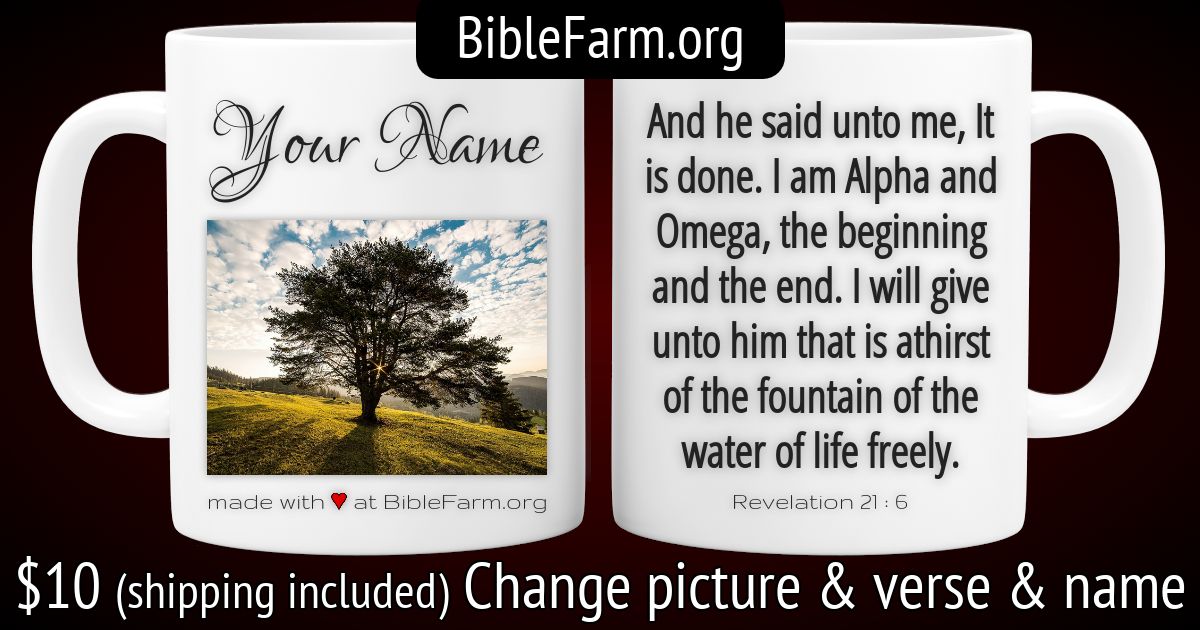 BibleFarm.org
Your Name
made with ♥ at BibleFarm.org
And he said unto me, It
is done. I am Alpha and
Omega, the beginning
and the end. I will give
unto him that is athirst
of the fountain of the
water of life freely.
Revelation 21 : 6
$10 (shipping included) Change picture & verse & name